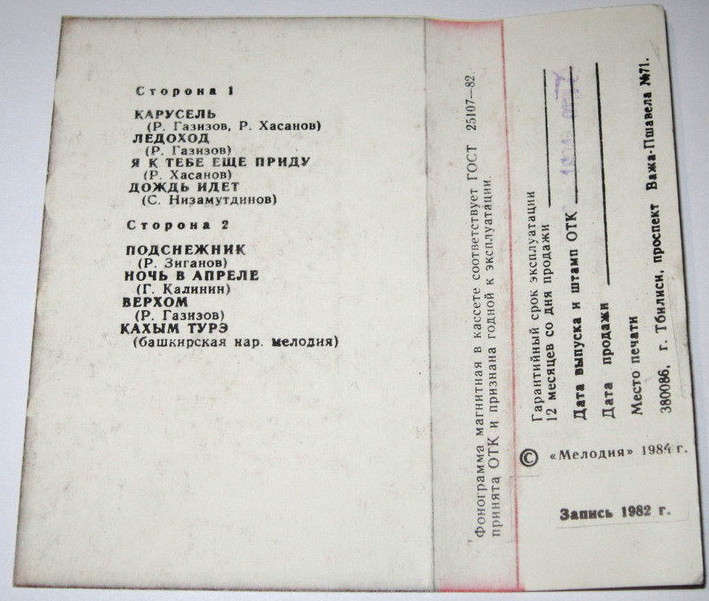 Сторона 1
КАРУСЕЛЬ
(Р. Газизов, Р. Хасанов)
ЛЕДОХОД
(Р. Газизов)
Я К ТЕБЕ ЕЩЕ ПРИДУ
(Р. Хасанов)
ДОЖДЬ ИДЕТ
(С. Низамутдинов)
Сторона 2
ПОДСНЕЖНИК
(Р. Зиганов)
НОЧЬ В АПРЕЛЕ
(Г. Калинин)
ВЕРХОМ
(Р. Газизов)
КАХЫМ ТУРЭ
(башкирская нар. мелодия)
Фонограмма магнитная в кассете соответствует ГОСТ 25107—82
принята ОТК и признана годной к эксплуатации.
Гарантийный срок эксплуатации
12 месяцев со дня продажи
Дата выпуска и штамп ОТК
Дата продажи
Место печати
380086, г. Тбилиси, проспект Важа-Пшавела №71.
© «Мелодия» 1984 г.
Запись 1982 г.